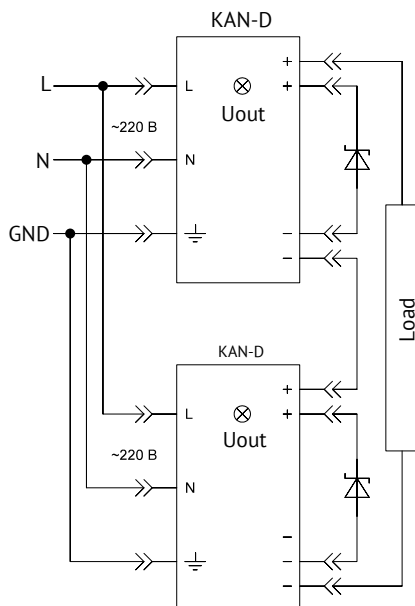 KAN-D
+
L
L
+
~220 В
Uout
N
N
GND
−
−
Load
KAN-D
+
L
+
~220 В
Uout
N
−
−
−